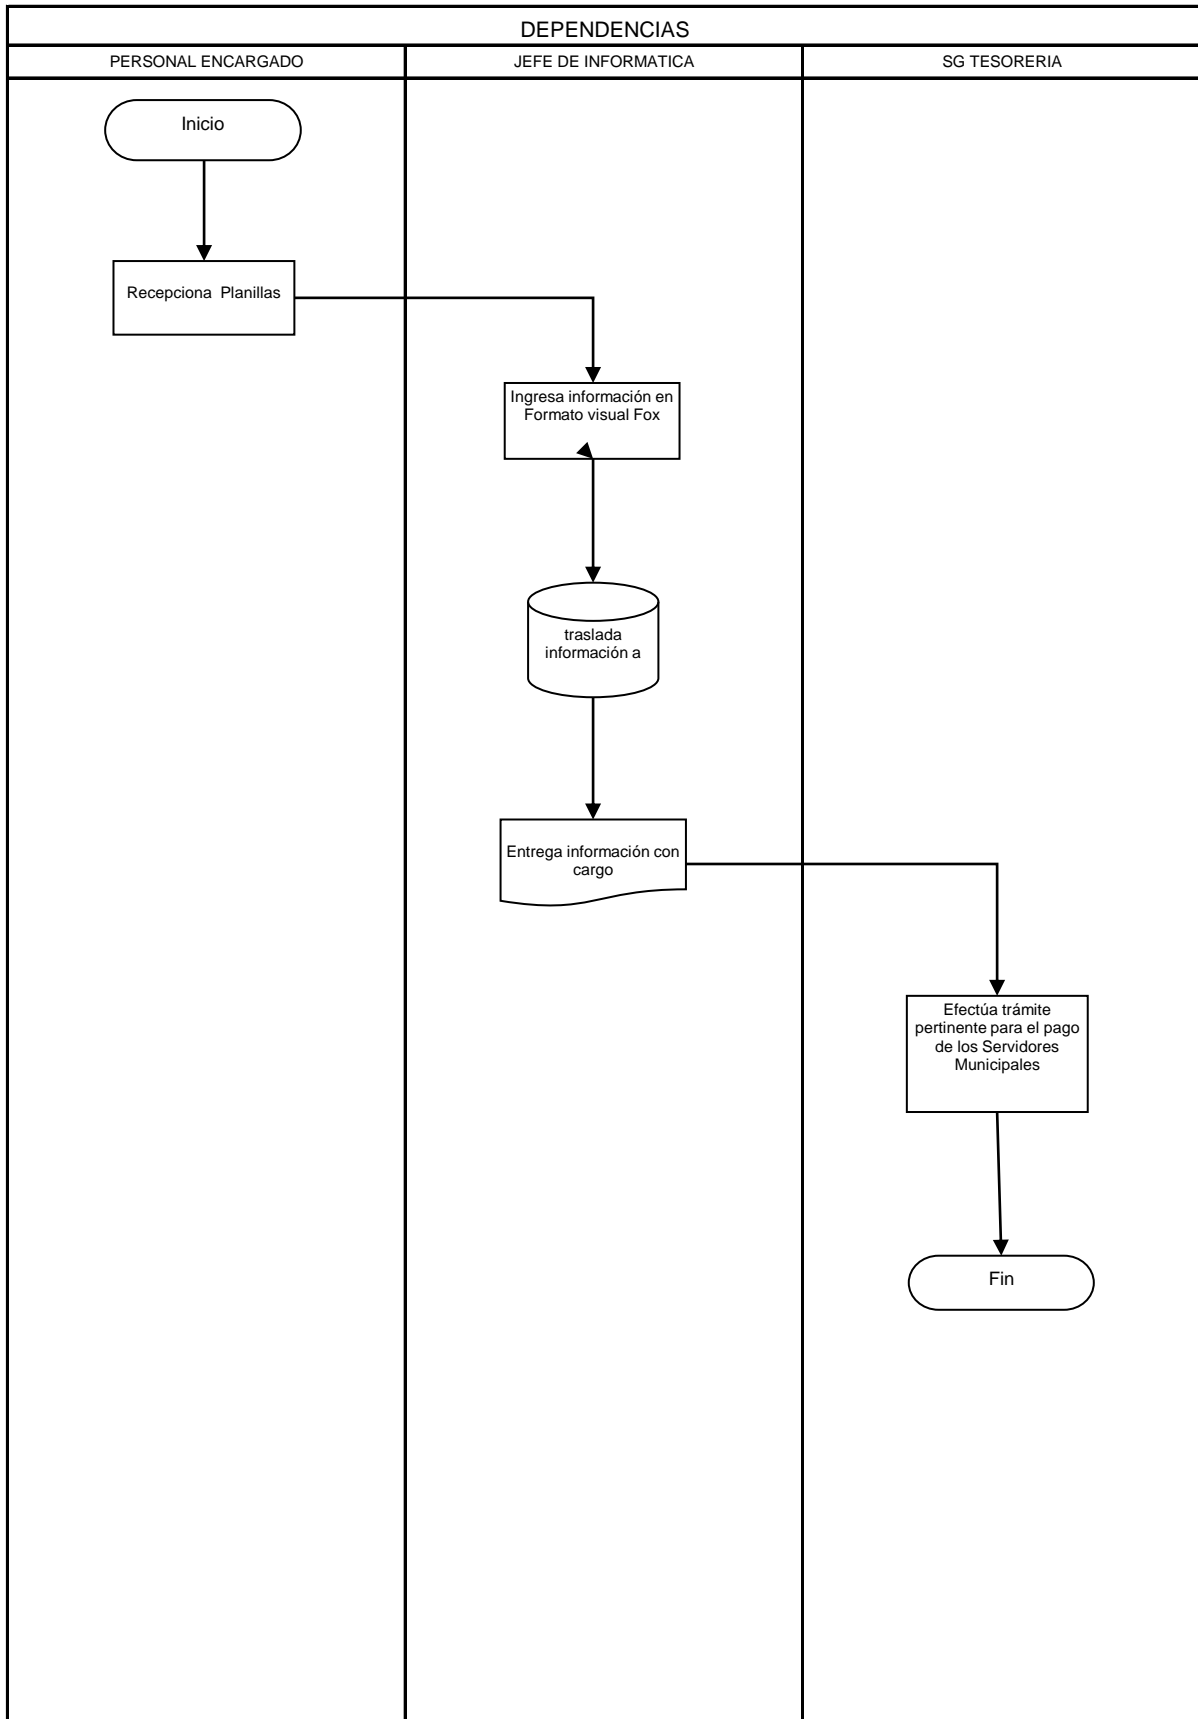 DEPENDENCIAS
PERSONAL ENCARGADO
JEFE DE INFORMATICA
SG TESORERIA
Inicio
Recepciona Planillas
Ingresa información en
Formato visual Fox
traslada
información a
Entrega información con
cargo
Efectúa trámite
pertinente para el pago
de los Servidores
Municipales
Fin